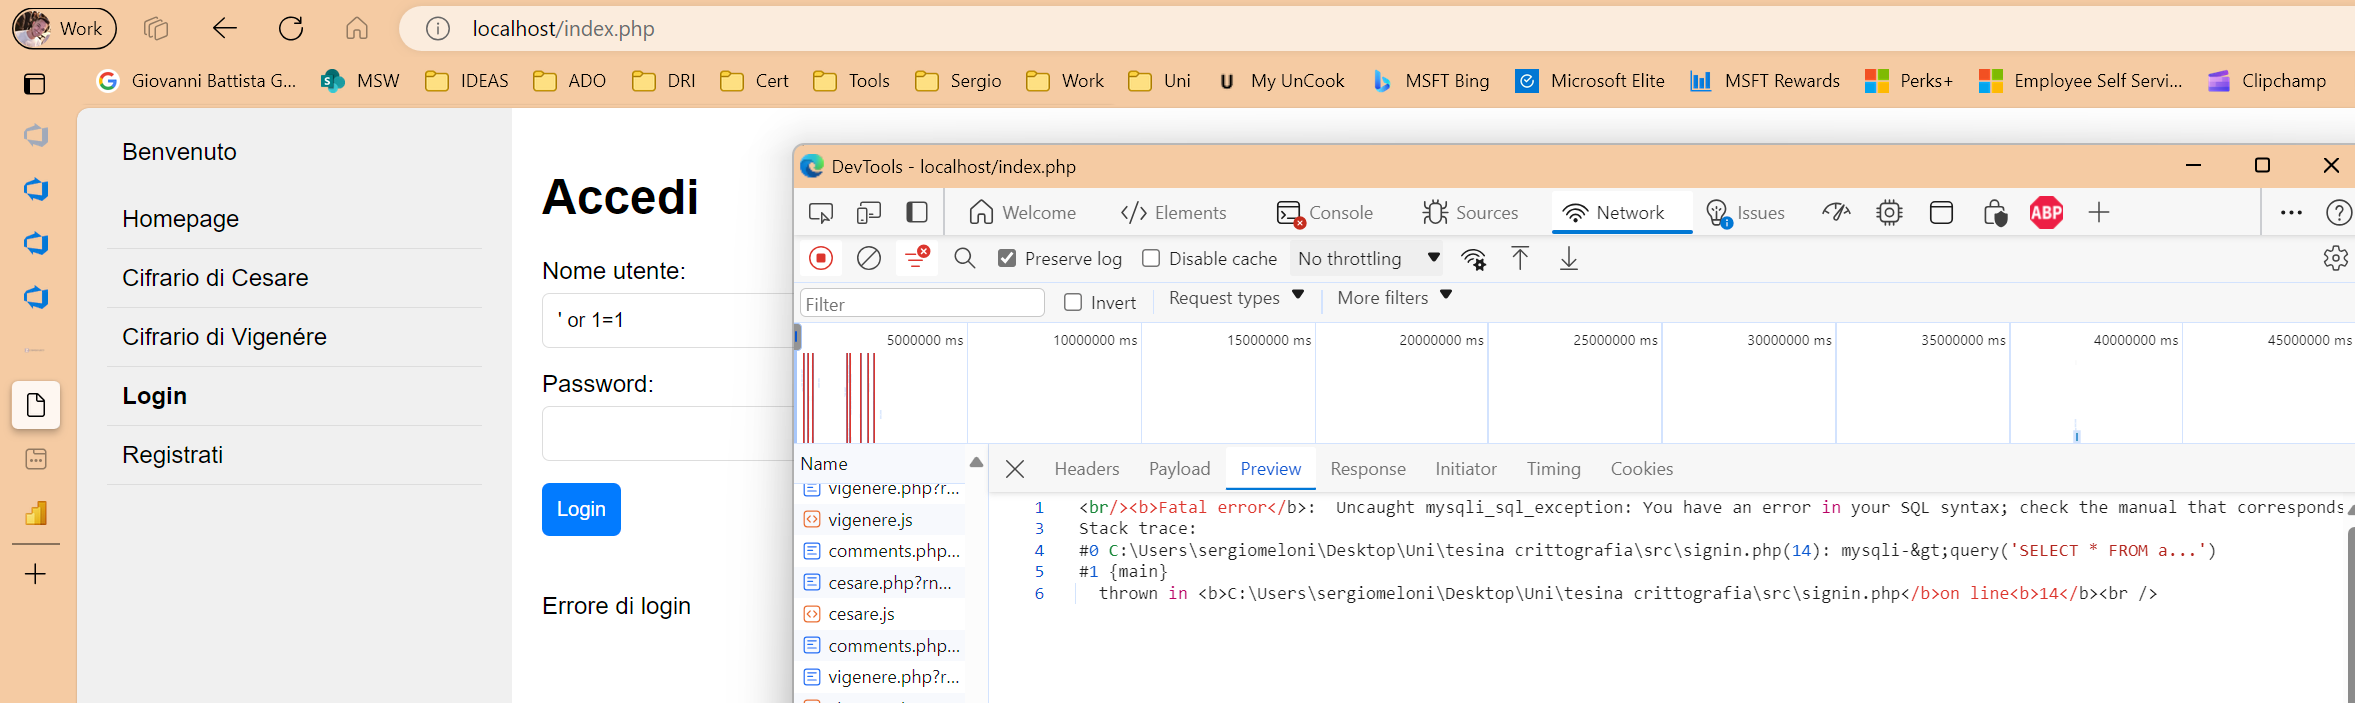 Work
localhost/index.php
Giovanni Battista G...
MSW
IDEAS
ADO
DRI
Cert
Tools
Sergio
Work
Uni
My UnCook
MSFT Bing
Microsoft Elite
MSFT Rewards
Perks+
Employee Self Servi...
Clipchamp
Benvenuto
Homepage
Cifrario di Cesare
Cifrario di Vigenére
Login
Registrati
Accedi
Nome utente:
' or 1=1
Password:
Login
Errore di login
DevTools - localhost/index.php
Welcome
Elements
Console
Sources
Network
Issues
ABP
Preserve log
Disable cache
No throttling
Filter
Invert
Request types
More filters
5000000 ms
10000000 ms
15000000 ms
20000000 ms
25000000 ms
30000000 ms
35000000 ms
40000000 ms
45000000 ms
Name
vigenere.php?r...
vigenere.js
comments.php...
cesare.php?rn...
cesare.js
comments.php...
vigenere.php?r...
Headers
Payload
Preview
Response
Initiator
Timing
Cookies
1 <br/><b>Fatal error</b>:  Uncaught mysqli_sql_exception: You have an error in your SQL syntax; check the manual that corresponds
3 Stack trace:
4 #0 C:\Users\sergiomeloni\Desktop\Uni\tesina crittografia\src\signin.php(14): mysqli-&gt;query('SELECT * FROM a...')
5 #1 {main}
6 thrown in <b>C:\Users\sergiomeloni\Desktop\Uni\tesina crittografia\src\signin.php</b>on line<b>14</b><br />